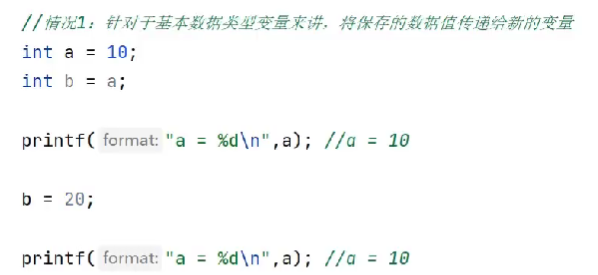 //情况1：针对于基本数据类型变量来讲，将保存的数据值传递给新的变量
int a = 10;
int b = a;
printf( format: "a = %d\n",a); //a = 10
b = 20;
printf( format: "a = %d\n",a); //a = 10